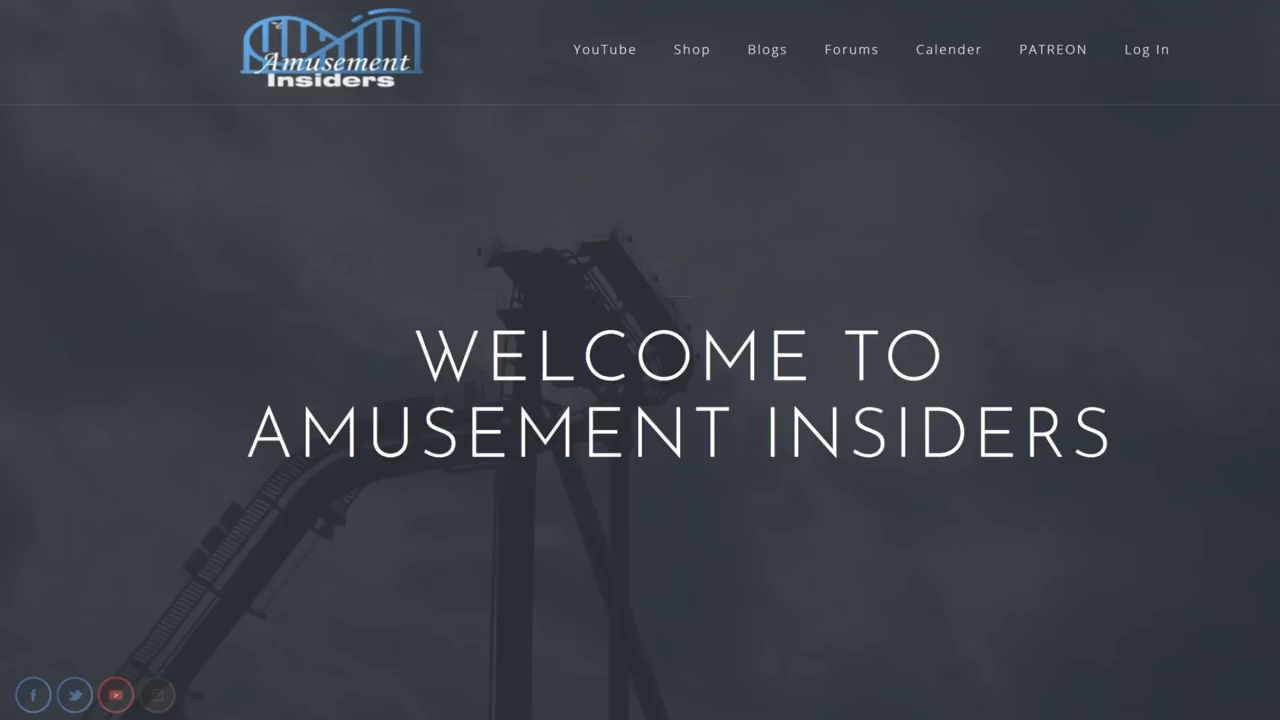 Amusement
Insiders
YouTube Shop Blogs Forums Calender PATREON Log In
WELCOME TO
AMUSEMENT INSIDERS